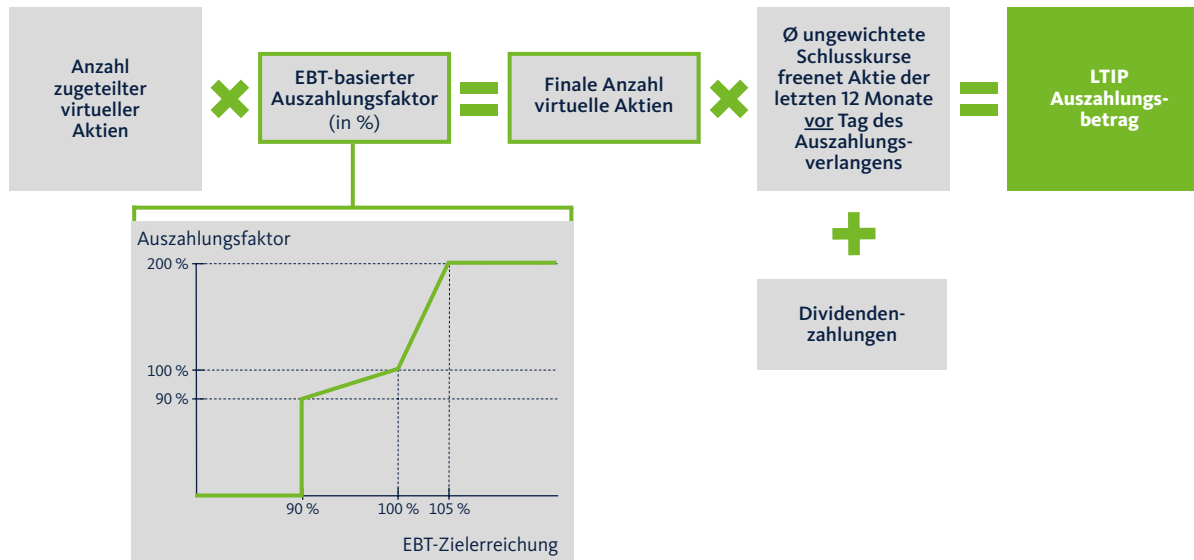 Anzahl
zugeteilter
virtueller
Aktien
EBT-basierter
Auszahlungsfaktor
(in %)
Finale Anzahl
virtuelle Aktien
Ø ungewichtete
Schlusskurse
freenet Aktie der
letzten 12 Monate
vor Tag des
Auszahlungs-
verlangens
LTIP
Auszahlungs-
betrag
Dividenden-
zahlungen
Auszahlungsfaktor
200 %
100 %
90 %
90 %
100 %
105 %
EBT-Zielerreichung